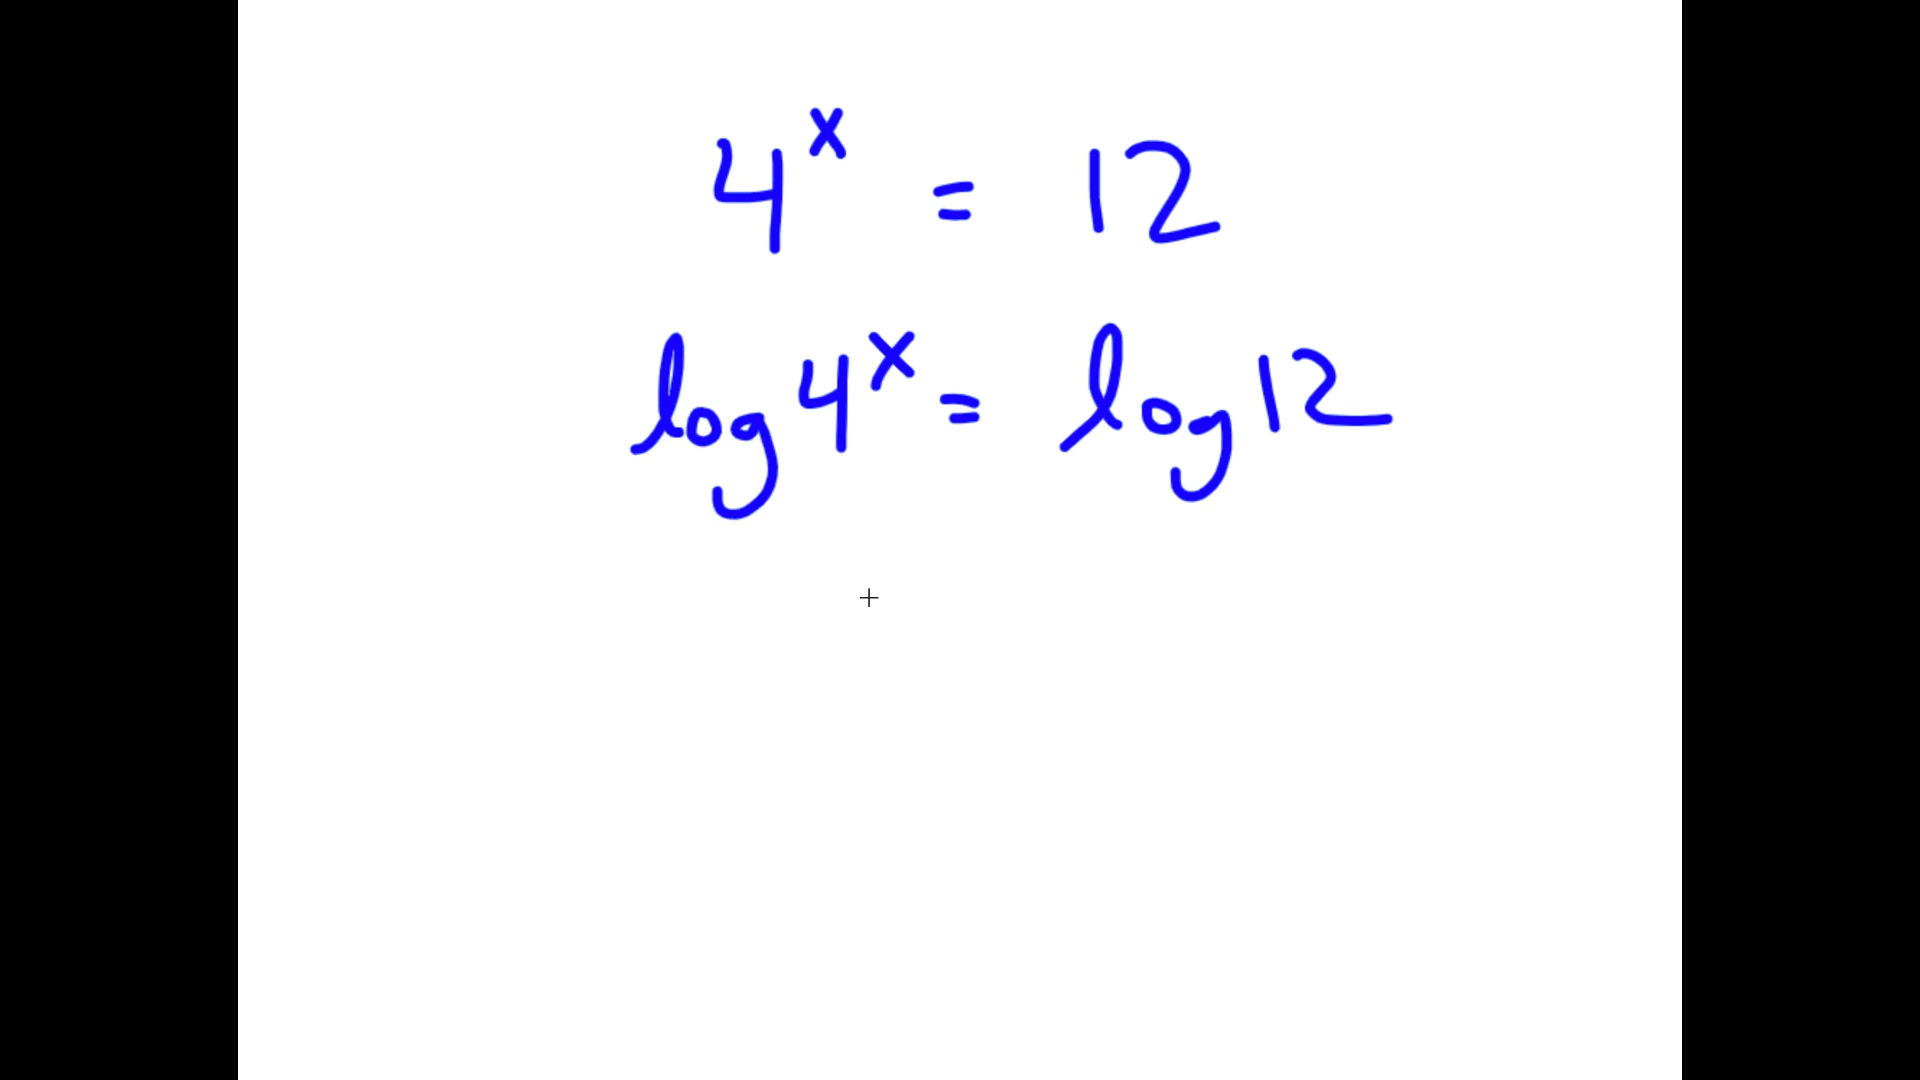 4^x = 12
log 4^x = log 12